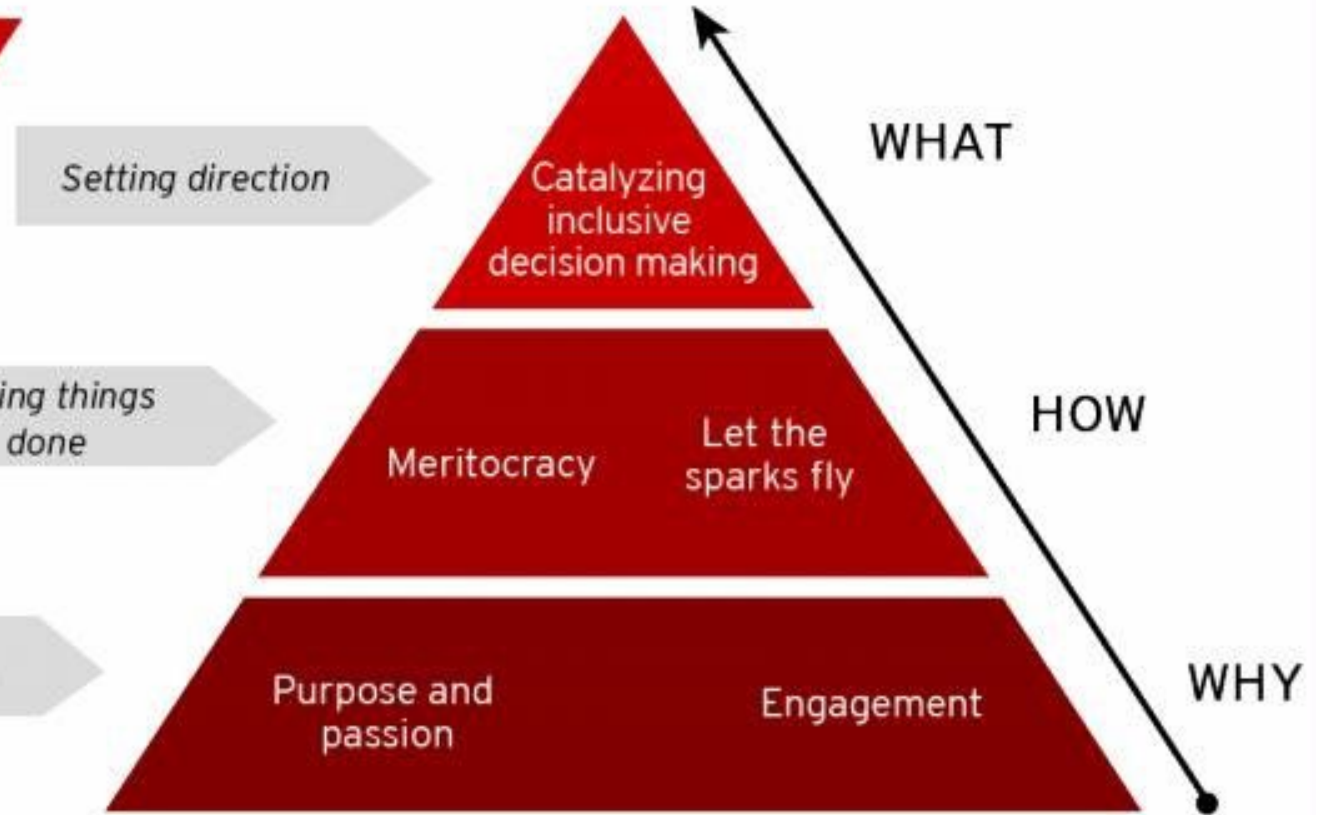 WHAT
Setting direction
Catalyzing
inclusive
decision making
ing things
done
Meritocracy
Let the
sparks fly
HOW
Purpose and
passion
Engagement
WHY